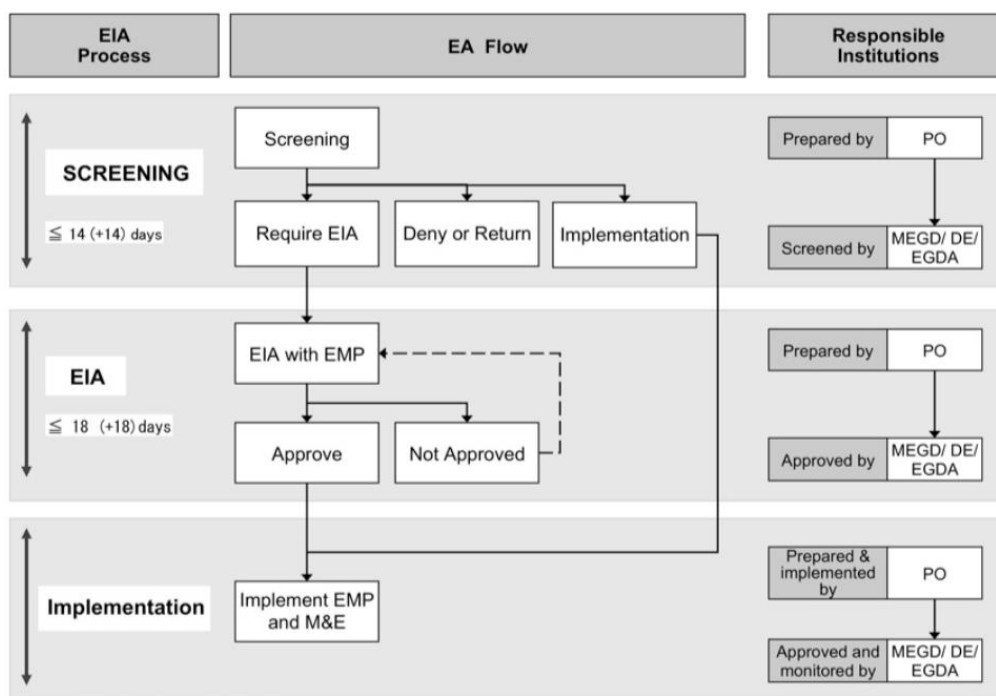 EIA
Process
EA Flow
Responsible
Institutions
SCREENING
≦ 14 (+14) days
Screening
Require EIA
Deny or Return
Implementation
Prepared by
PO
Screened by
MEGD/ DE/
EGDA
EIA
≦ 18 (+18) days
EIA with EMP
Approve
Not Approved
Prepared by
PO
Approved by
MEGD/ DE/
EGDA
Implementation
Implement EMP
and M&E
Prepared &
implemented
by
PO
Approved and
monitored by
MEGD/ DE/
EGDA